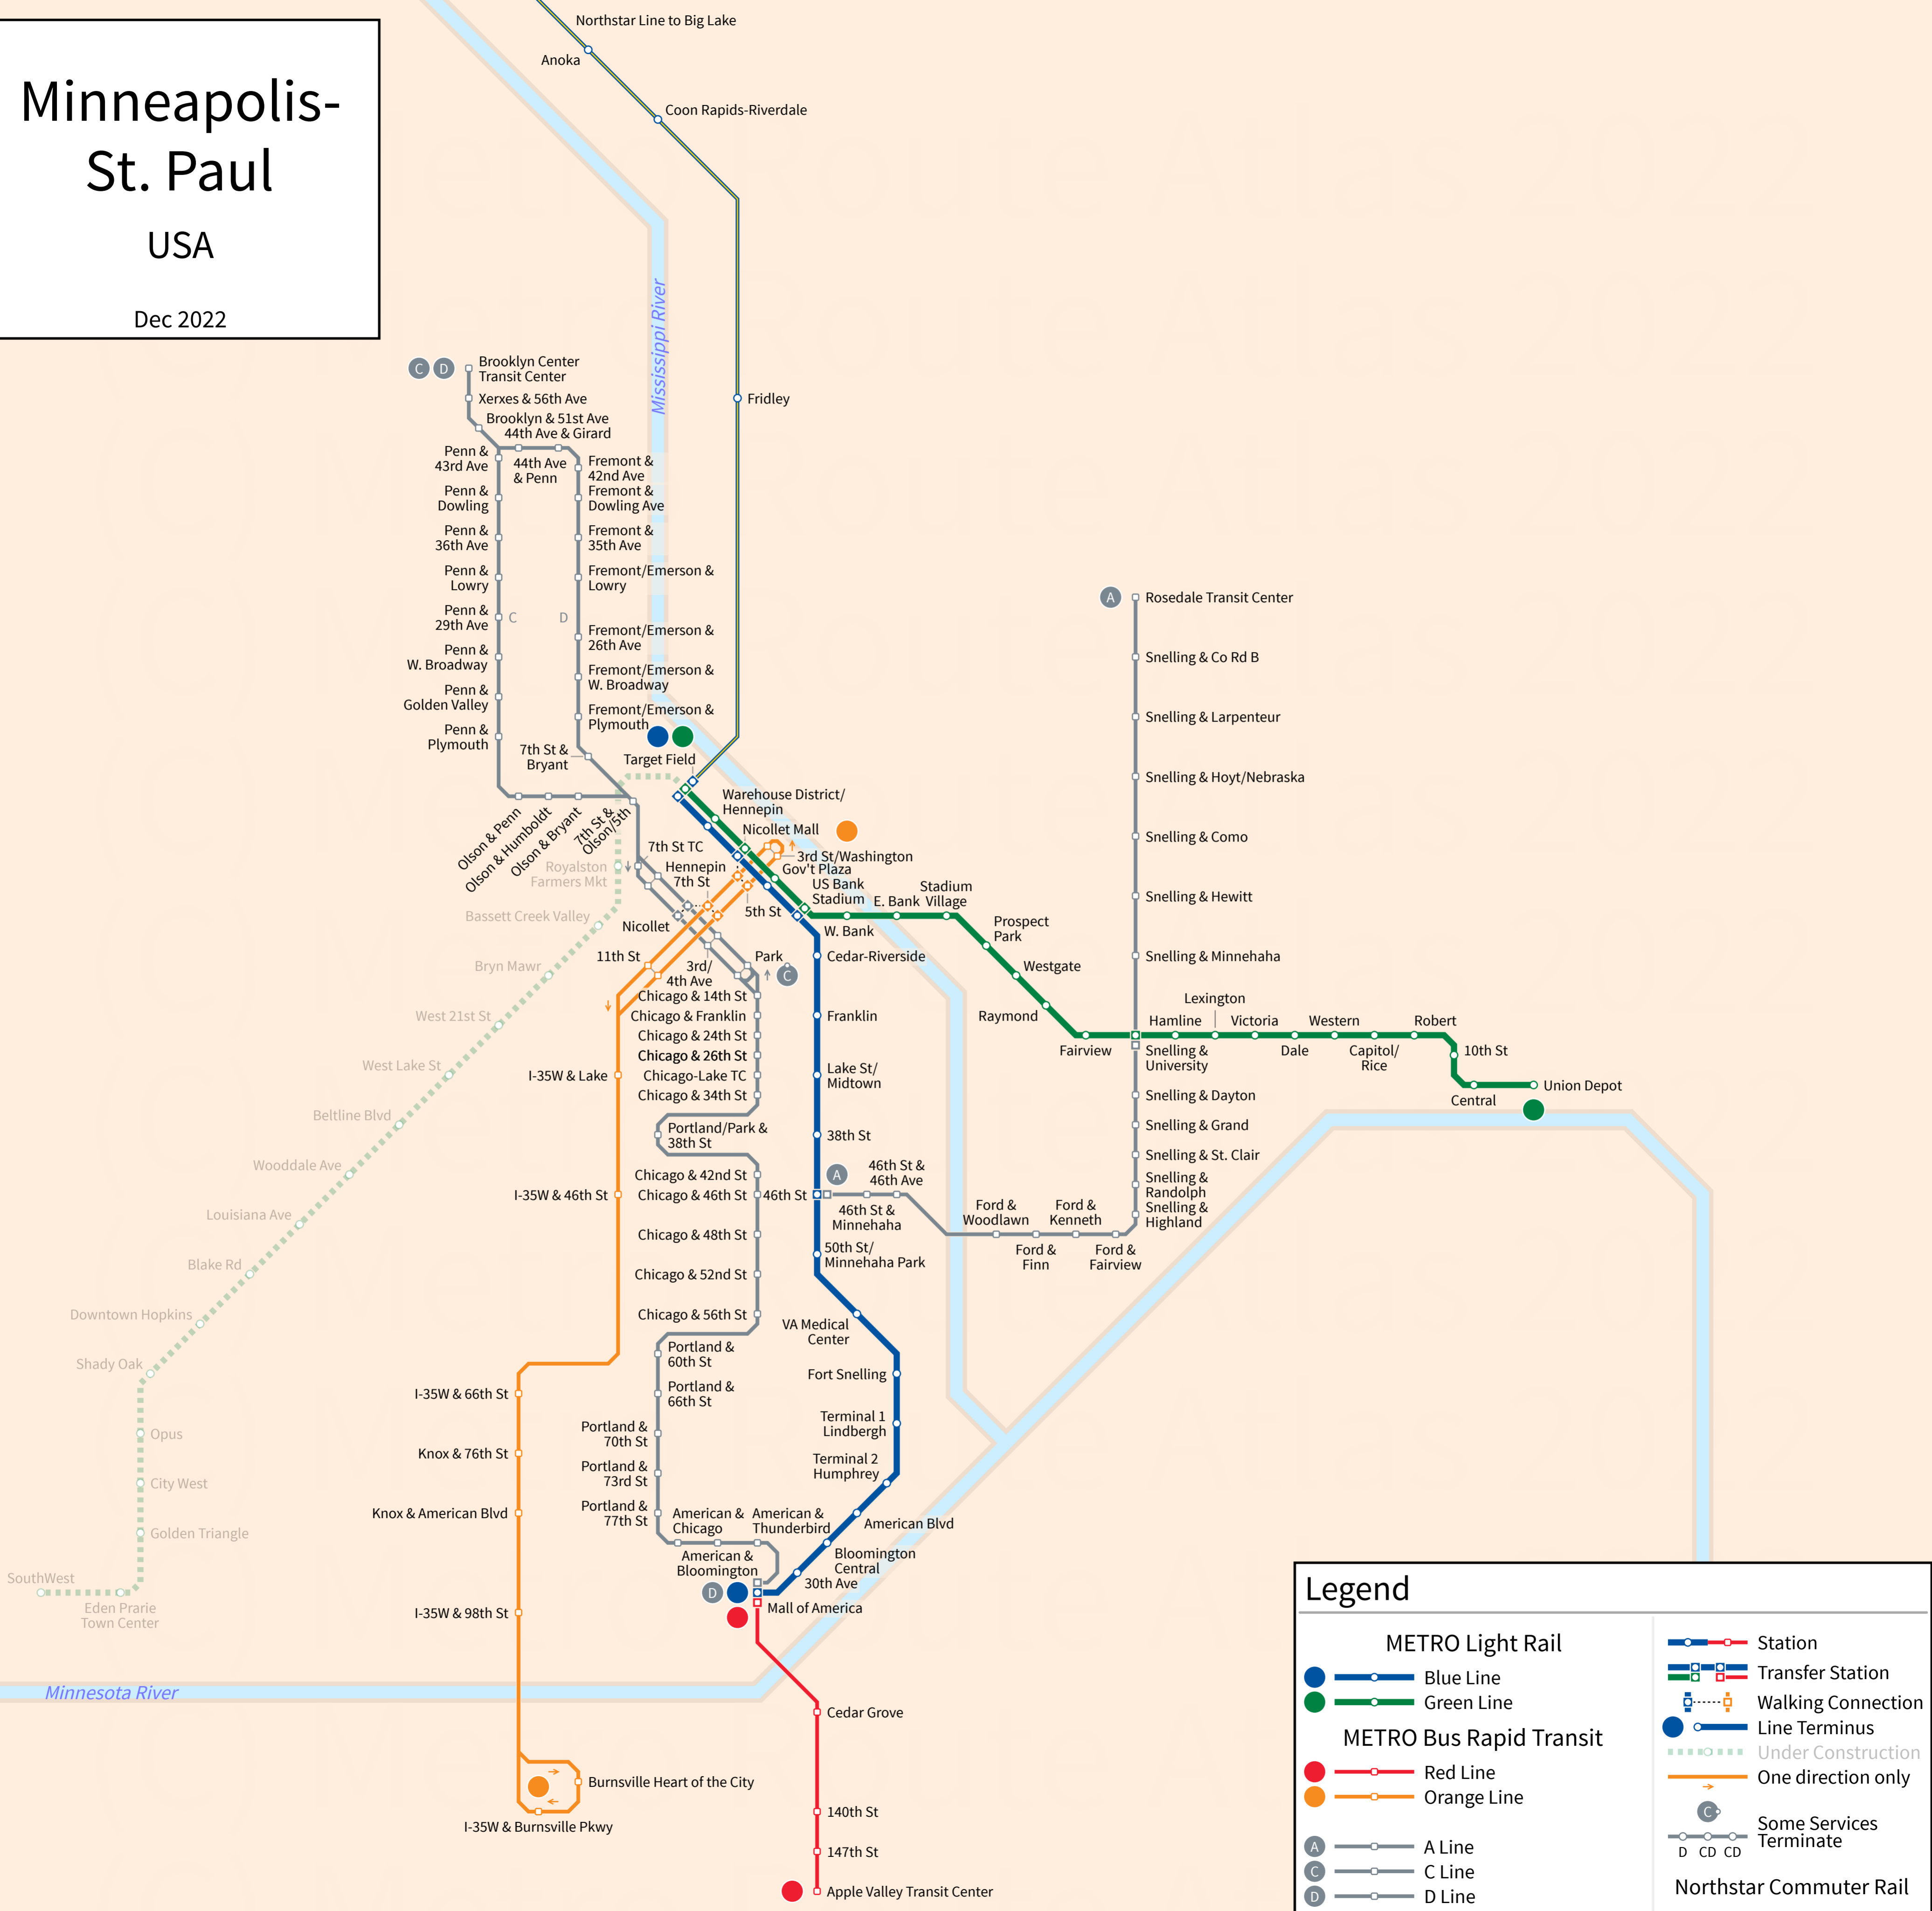 Minneapolis-
St. Paul
USA
Dec 2022
Northstar Line to Big Lake
Anoka
Coon Rapids-Riverdale
Mississippi River
Fridley
C
D
Brooklyn Center
Transit Center
Xerxes & 56th Ave
Brooklyn & 51st Ave
44th Ave & Girard
44th Ave
& Penn
Penn &
43rd Ave
Penn &
Dowling
Penn &
36th Ave
Penn &
Lowry
Penn &
29th Ave
C
D
Penn &
W. Broadway
Penn &
Golden Valley
Penn &
Plymouth
Fremont &
42nd Ave
Fremont &
Dowling Ave
Fremont &
35th Ave
Fremont/Emerson &
Lowry
Fremont/Emerson &
26th Ave
Fremont/Emerson &
W. Broadway
Fremont/Emerson &
Plymouth
7th St &
Bryant
Target Field
Olson & Penn
Olson & Humboldt
Olson & Bryant
7th St &
Olson/5th
Warehouse District/
Hennepin
Nicollet Mall
3rd St/Washington
Gov't Plaza
US Bank
Stadium
7th St TC
Hennepin
7th St
5th St
Nicollet
11th St
3rd/
4th Ave
Park
C
W. Bank
E. Bank
Stadium
Village
Prospect
Park
Westgate
Raymond
Fairview
A
Rosedale Transit Center
Snelling & Co Rd B
Snelling & Larpenteur
Snelling & Hoyt/Nebraska
Snelling & Como
Snelling & Hewitt
Snelling & Minnehaha
Lexington
Hamline
Victoria
Western
Robert
Snelling &
University
Dale
Capitol/
Rice
10th St
Central
Union Depot
Snelling & Dayton
Snelling & Grand
Snelling & St. Clair
Snelling &
Randolph
Snelling &
Highland
Ford &
Woodlawn
Ford &
Kenneth
Ford &
Finn
Ford &
Fairview
A
46th St &
46th Ave
46th St &
Minnehaha
Cedar-Riverside
Franklin
Lake St/
Midtown
38th St
46th St
50th St/
Minnehaha Park
VA Medical
Center
Fort Snelling
Terminal 1
Lindbergh
Terminal 2
Humphrey
American Blvd
Bloomington
Central
30th Ave
Mall of America
D
Chicago & 14th St
Chicago & Franklin
Chicago & 24th St
Chicago & 26th St
Chicago-Lake TC
Chicago & 34th St
Portland/Park &
38th St
Chicago & 42nd St
Chicago & 46th St
Chicago & 48th St
Chicago & 52nd St
Chicago & 56th St
Portland &
60th St
Portland &
66th St
Portland &
70th St
Portland &
73rd St
Portland &
77th St
American &
Chicago
American &
Thunderbird
American &
Bloomington
I-35W & Lake
I-35W & 46th St
I-35W & 66th St
Knox & 76th St
Knox & American Blvd
I-35W & 98th St
Burnsville Heart of the City
I-35W & Burnsville Pkwy
Cedar Grove
140th St
147th St
Apple Valley Transit Center
Royalston
Farmers Mkt
Bassett Creek Valley
Bryn Mawr
West 21st St
West Lake St
Beltline Blvd
Wooddale Ave
Louisiana Ave
Blake Rd
Downtown Hopkins
Shady Oak
Opus
City West
Golden Triangle
SouthWest
Eden Prarie
Town Center
Minnesota River
Legend
METRO Light Rail
Blue Line
Green Line
METRO Bus Rapid Transit
Red Line
Orange Line
A
A Line
C
C Line
D
D Line
Station
Transfer Station
Walking Connection
Line Terminus
Under Construction
One direction only
C
Some Services
Terminate
D CD CD
Northstar Commuter Rail